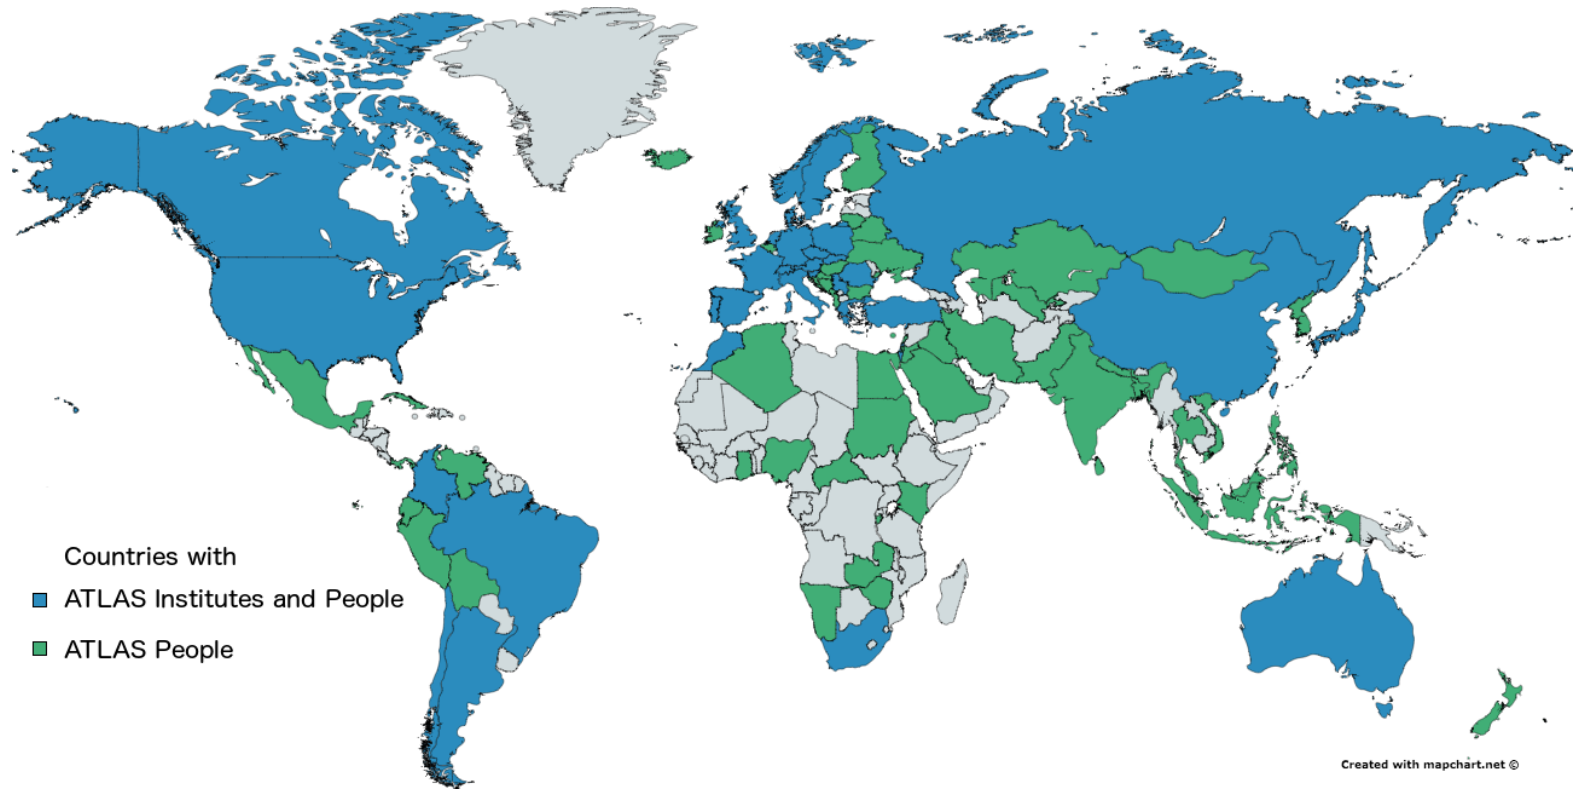 Countries with
ATLAS Institutes and People
ATLAS People
Created with mapchart.net ©